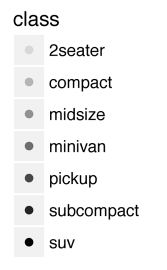 class
2seater
compact
midsize
minivan
pickup
subcompact
suv